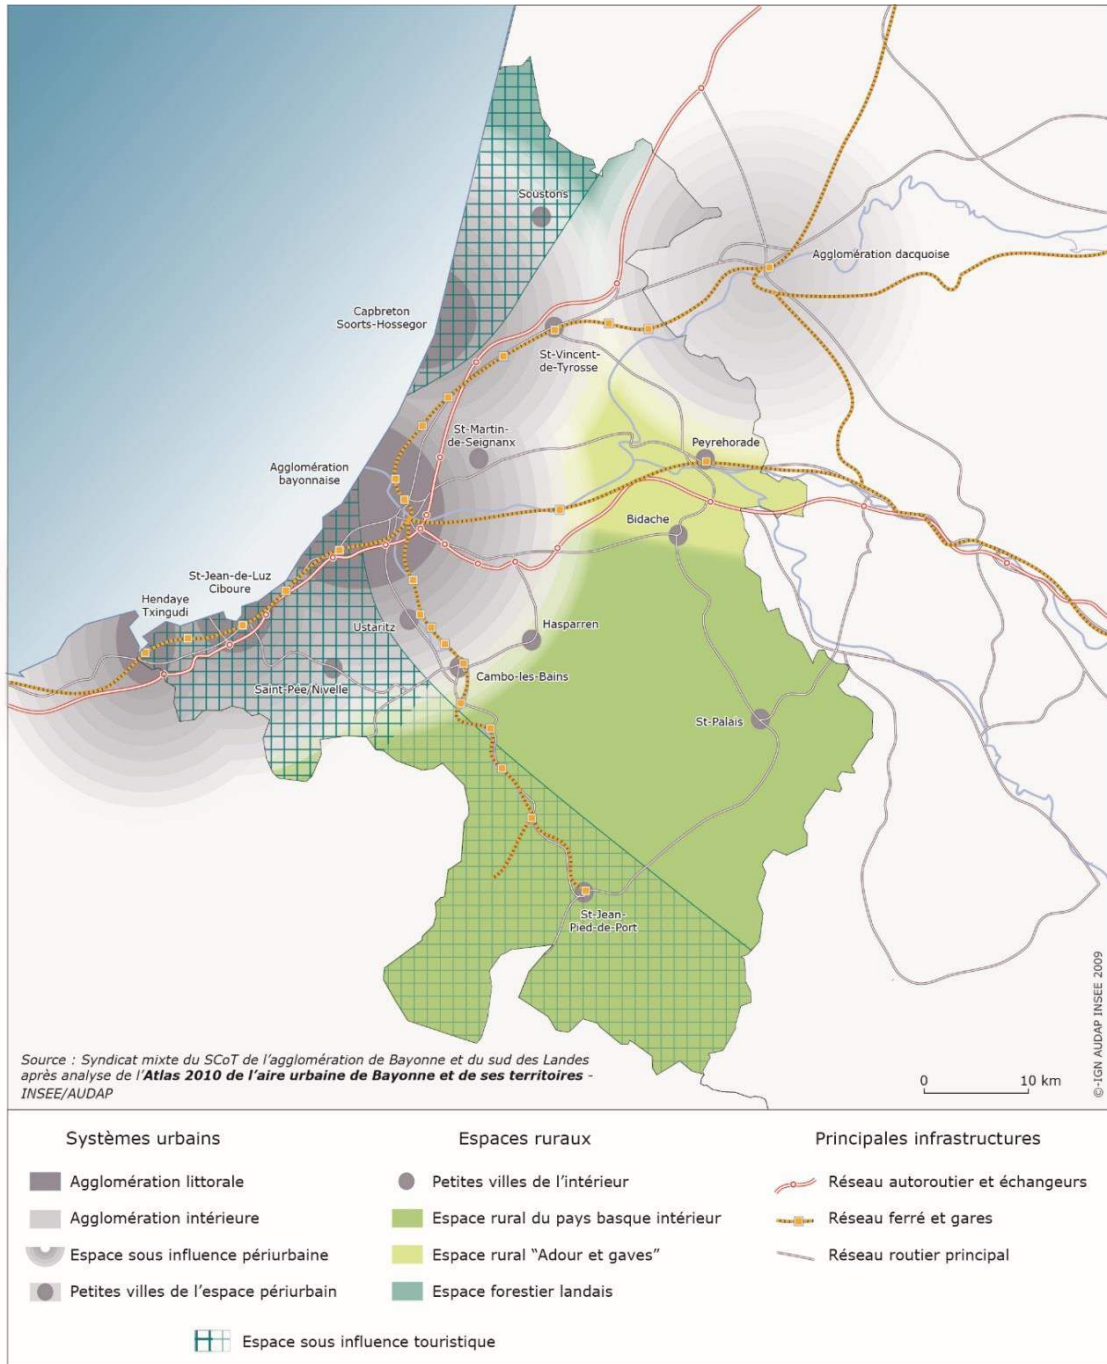 Soustons
Agglomération dacquoise
Capbreton
Soorts-Hossegor
St-Vincent-
de-Tyrosse
St-Martin-
de-Seignanx
Peyrehorade
Agglomération
bayonnaise
Bidache
St-Jean-de-Luz
Ciboure
Hendaye
Txingudi
Ustaritz
Hasparren
Saint-Pée/Nivelle
Cambo-les-Bains
St-Palais
St-Jean-
Pied-de-Port
Source : Syndicat mixte du SCoT de l'agglomération de Bayonne et du sud des Landes
après analyse de l'Atlas 2010 de l'aire urbaine de Bayonne et de ses territoires -
INSEE/AUDAP
0 10 km
©-IGN AUDAP INSEE 2009
Systèmes urbains
Agglomération littorale
Agglomération intérieure
Espace sous influence périurbaine
Petites villes de l'espace périurbain
Espaces ruraux
Petites villes de l'intérieur
Espace rural du pays basque intérieur
Espace rural "Adour et gaves"
Espace forestier landais
Principales infrastructures
Réseau autoroutier et échangeurs
Réseau ferré et gares
Réseau routier principal
Espace sous influence touristique